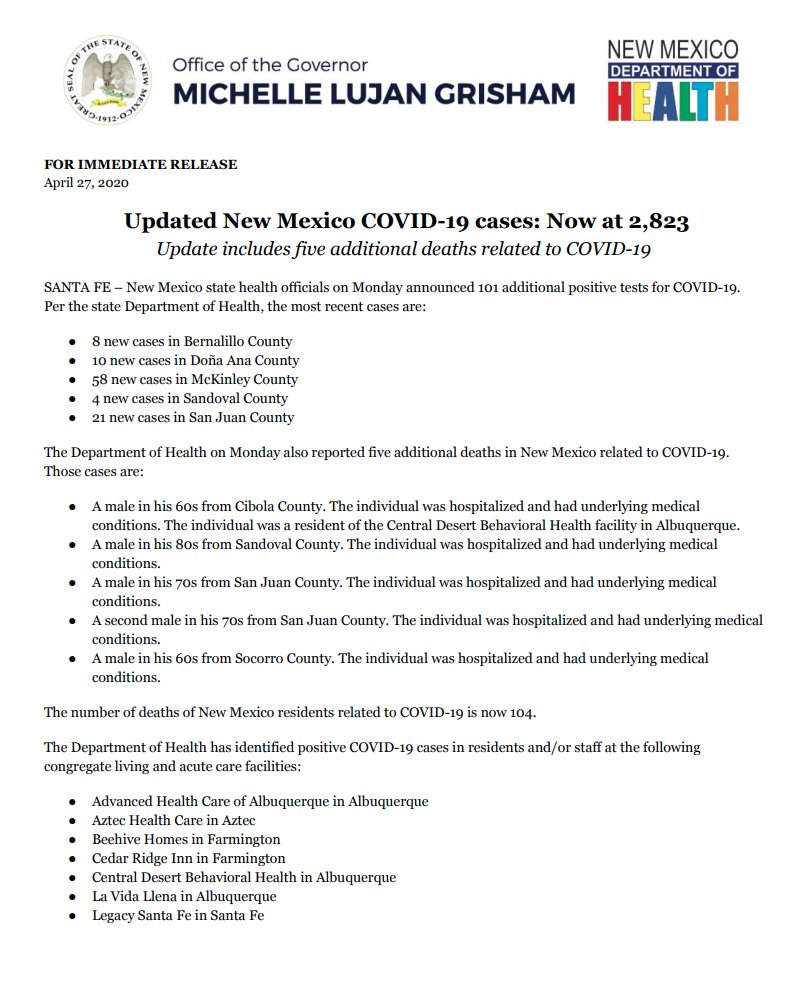 GREAT SEAL OF THE STATE OF NEW MEXICO
·1912·
Office of the Governor
MICHELLE LUJAN GRISHAM
NEW MEXICO
DEPARTMENT OF
HEALTH
FOR IMMEDIATE RELEASE
April 27, 2020
Updated New Mexico COVID-19 cases: Now at 2,823
Update includes five additional deaths related to COVID-19
SANTA FE – New Mexico state health officials on Monday announced 101 additional positive tests for COVID-19.
Per the state Department of Health, the most recent cases are:
● 8 new cases in Bernalillo County
● 10 new cases in Doña Ana County
● 58 new cases in McKinley County
● 4 new cases in Sandoval County
● 21 new cases in San Juan County
The Department of Health on Monday also reported five additional deaths in New Mexico related to COVID-19.
Those cases are:
● A male in his 60s from Cibola County. The individual was hospitalized and had underlying medical
conditions. The individual was a resident of the Central Desert Behavioral Health facility in Albuquerque.
● A male in his 80s from Sandoval County. The individual was hospitalized and had underlying medical
conditions.
● A male in his 70s from San Juan County. The individual was hospitalized and had underlying medical
conditions.
● A second male in his 70s from San Juan County. The individual was hospitalized and had underlying medical
conditions.
● A male in his 60s from Socorro County. The individual was hospitalized and had underlying medical
conditions.
The number of deaths of New Mexico residents related to COVID-19 is now 104.
The Department of Health has identified positive COVID-19 cases in residents and/or staff at the following
congregate living and acute care facilities:
● Advanced Health Care of Albuquerque in Albuquerque
● Aztec Health Care in Aztec
● Beehive Homes in Farmington
● Cedar Ridge Inn in Farmington
● Central Desert Behavioral Health in Albuquerque
● La Vida Llena in Albuquerque
● Legacy Santa Fe in Santa Fe